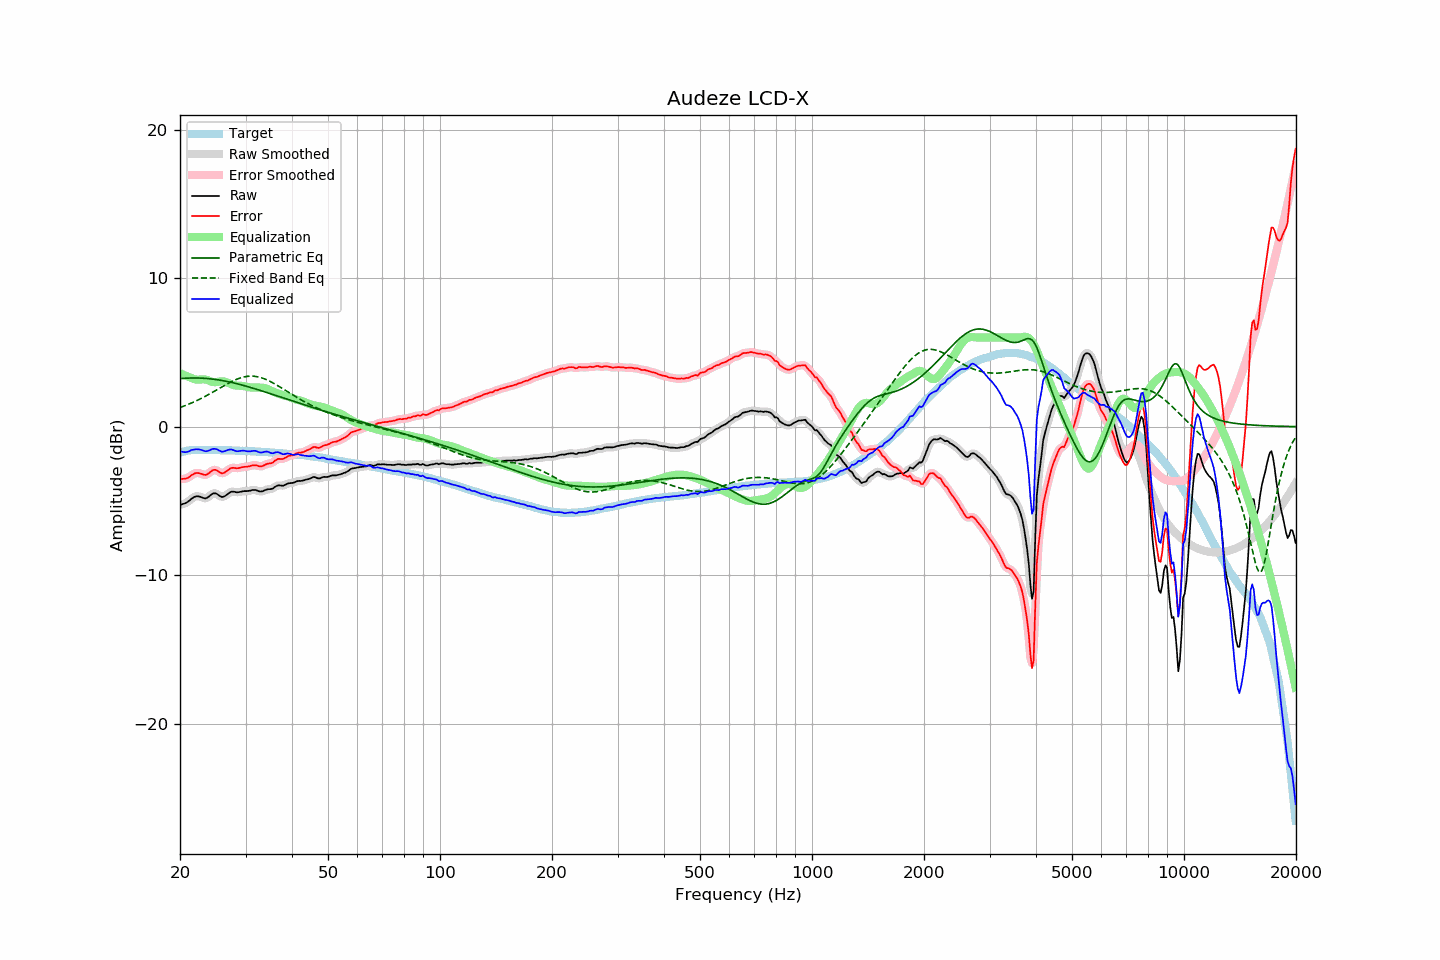 Audeze LCD-X
Target
Raw Smoothed
Error Smoothed
Raw
Error
Equalization
Parametric Eq
Fixed Band Eq
Equalized
Amplitude (dBr)
20
10
0
−10
−20
20 50 100 200 500 1000 2000 5000 10000 20000
Frequency (Hz)